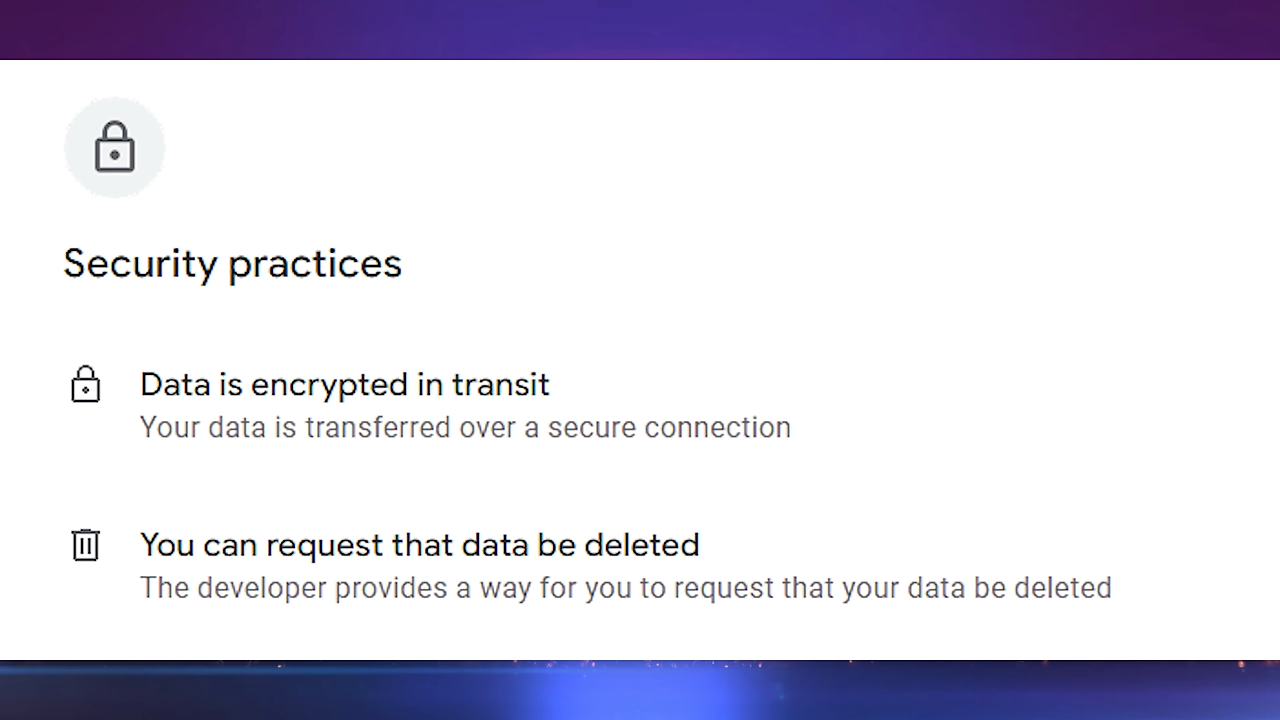 Security practices
Data is encrypted in transit
Your data is transferred over a secure connection
You can request that data be deleted
The developer provides a way for you to request that your data be deleted